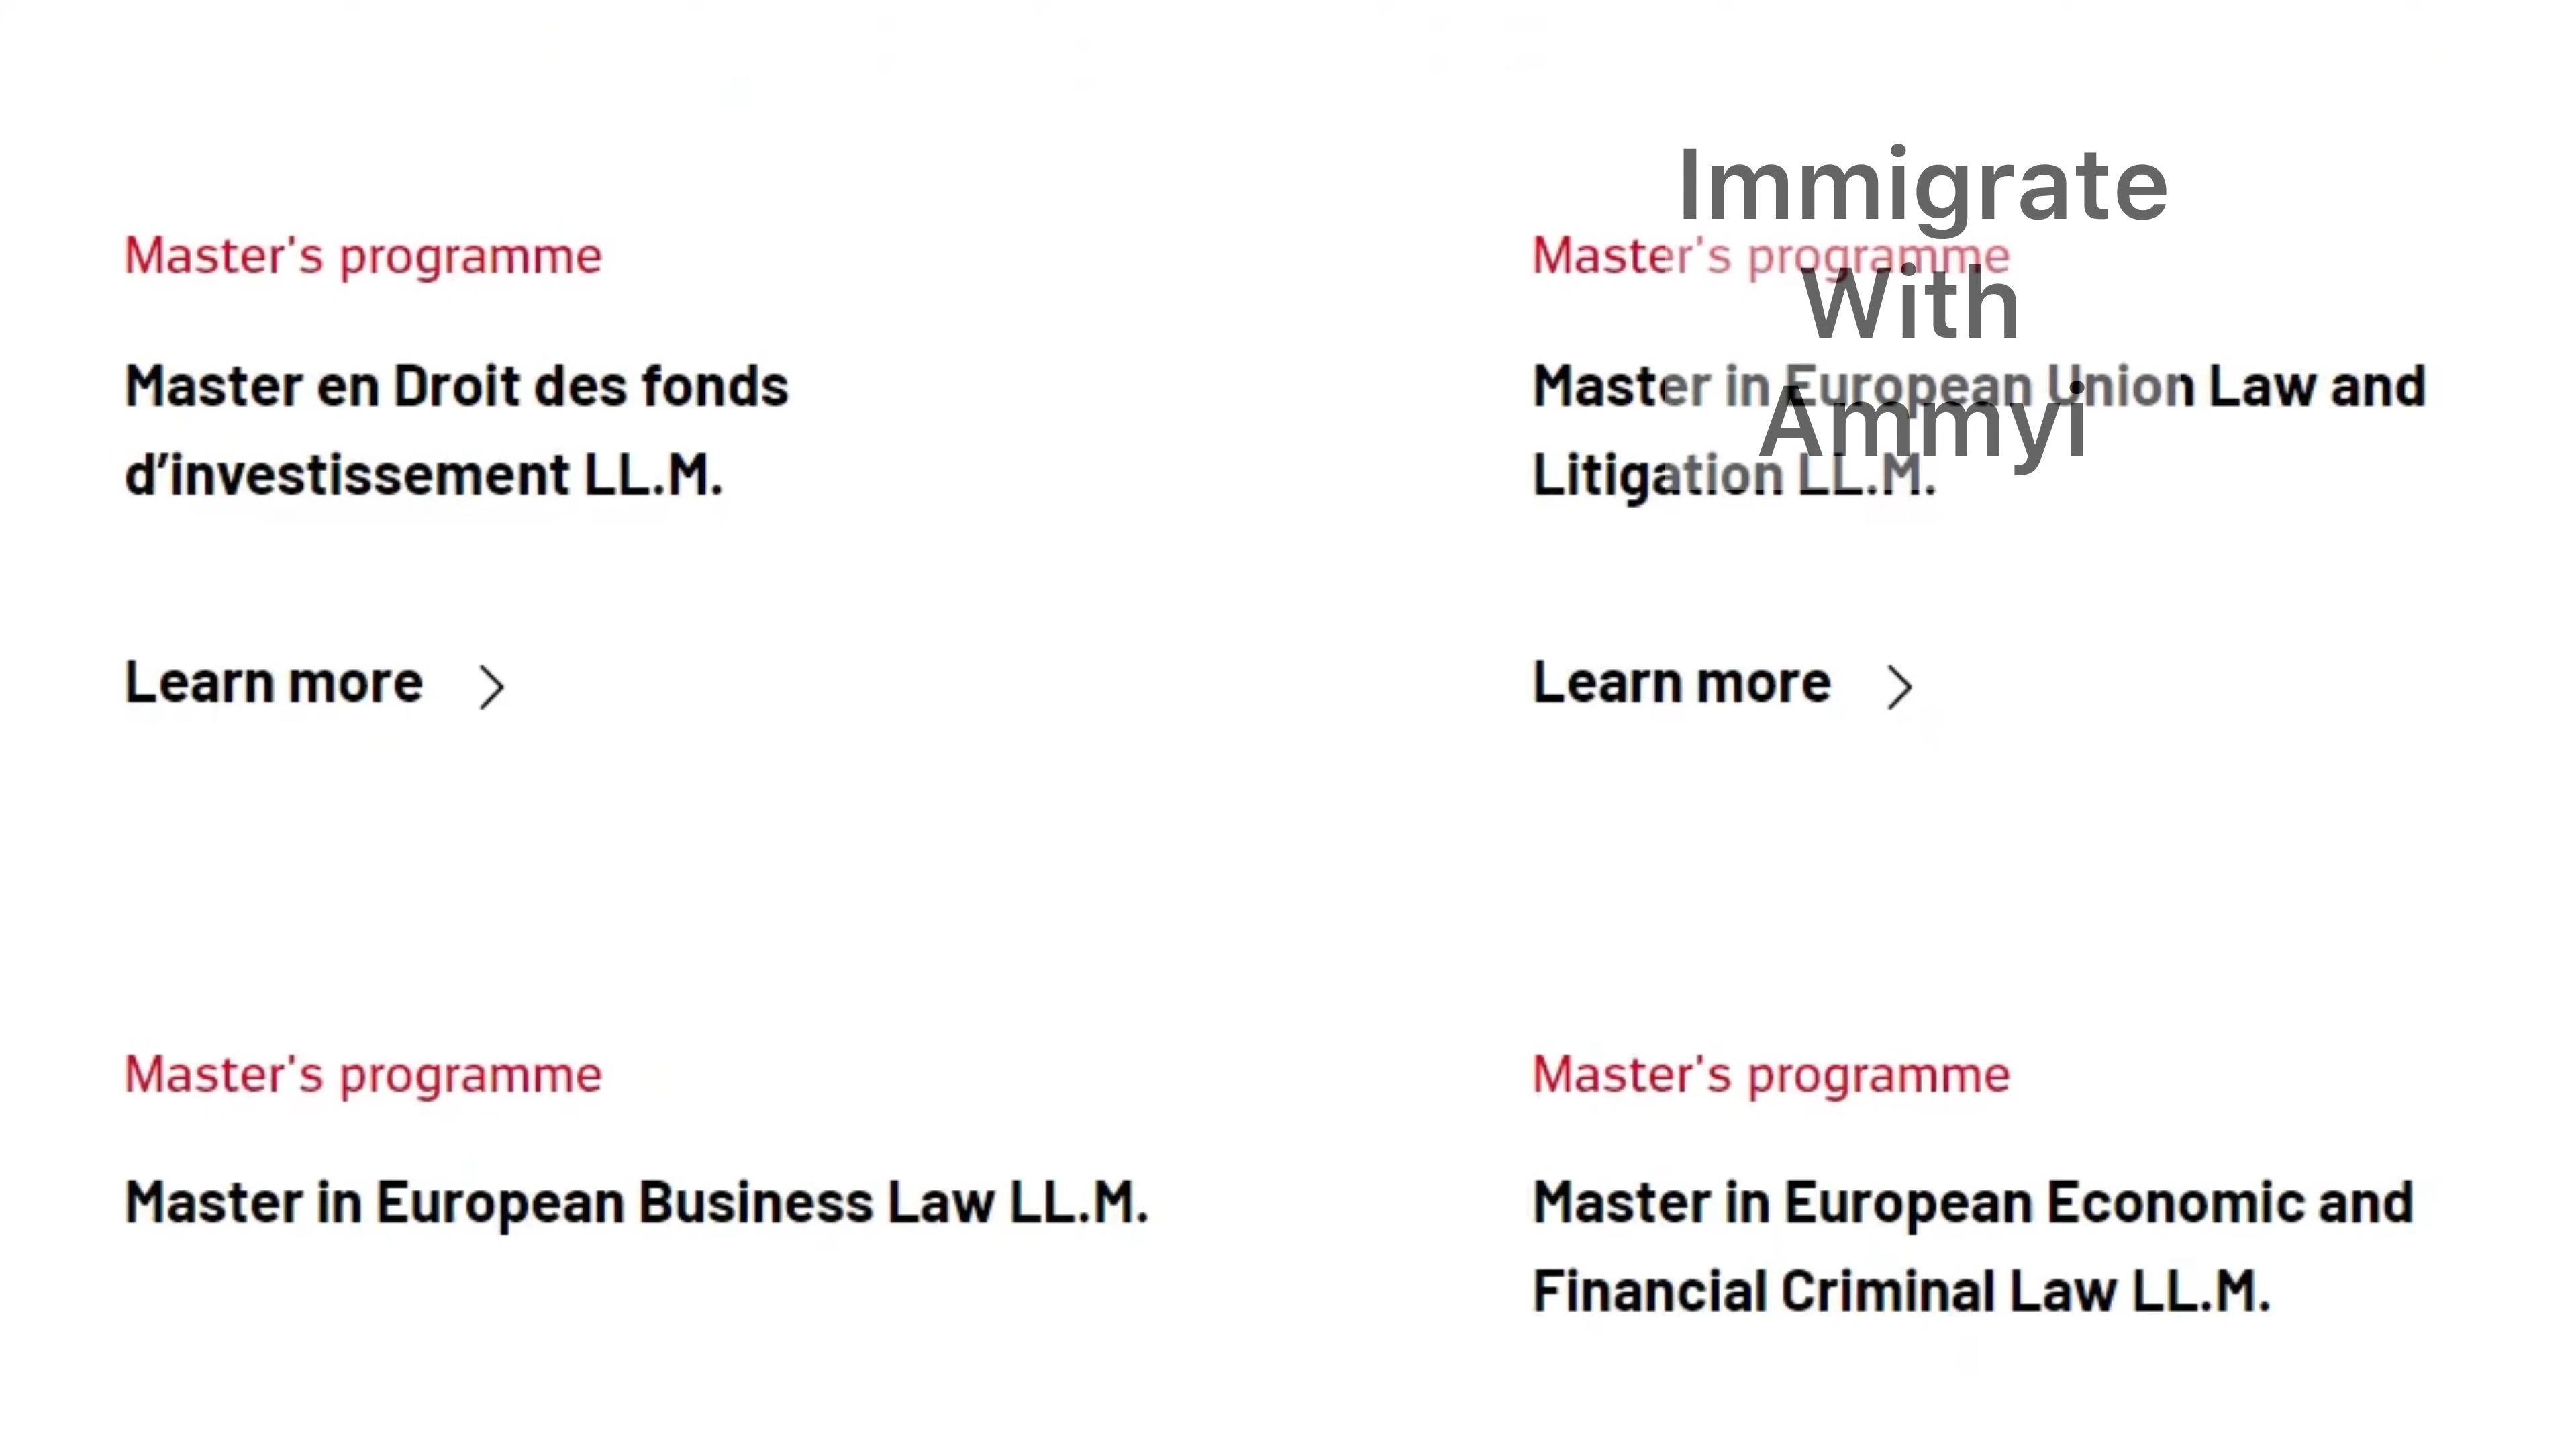 Immigrate
With
Ammyi
Master's programme
Master en Droit des fonds
d’investissement LL.M.
Learn more
Master's programme
Master in European Union Law and
Litigation LL.M.
Learn more
Master's programme
Master in European Business Law LL.M.
Master's programme
Master in European Economic and
Financial Criminal Law LL.M.